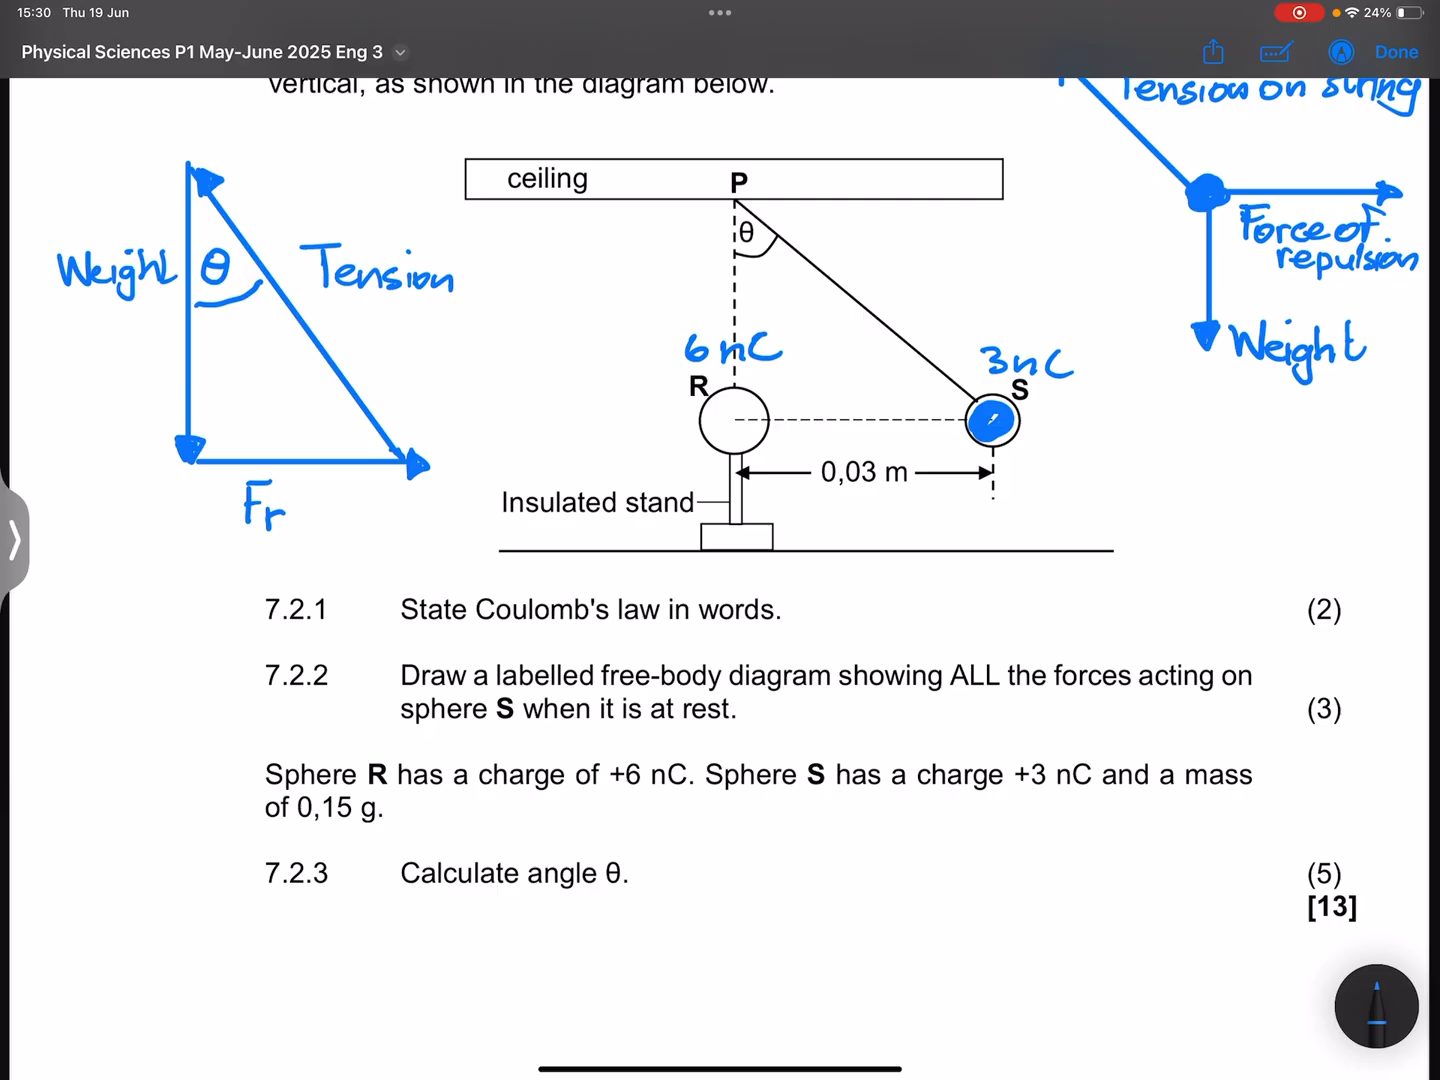 15:30 Thu 19 Jun
24%
Physical Sciences P1 May-June 2025 Eng 3
Done
vertical, as shown in the diagram below.
Tension on string
ceiling
P
θ
Weight
θ
Tension
Force of
repulsion
Weight
6 nC
3nC
R
S
0,03 m
Fr
Insulated stand
7.2.1 State Coulomb's law in words. (2)
7.2.2 Draw a labelled free-body diagram showing ALL the forces acting on
sphere S when it is at rest. (3)
Sphere R has a charge of +6 nC. Sphere S has a charge +3 nC and a mass
of 0,15 g.
7.2.3 Calculate angle θ. (5)
[13]